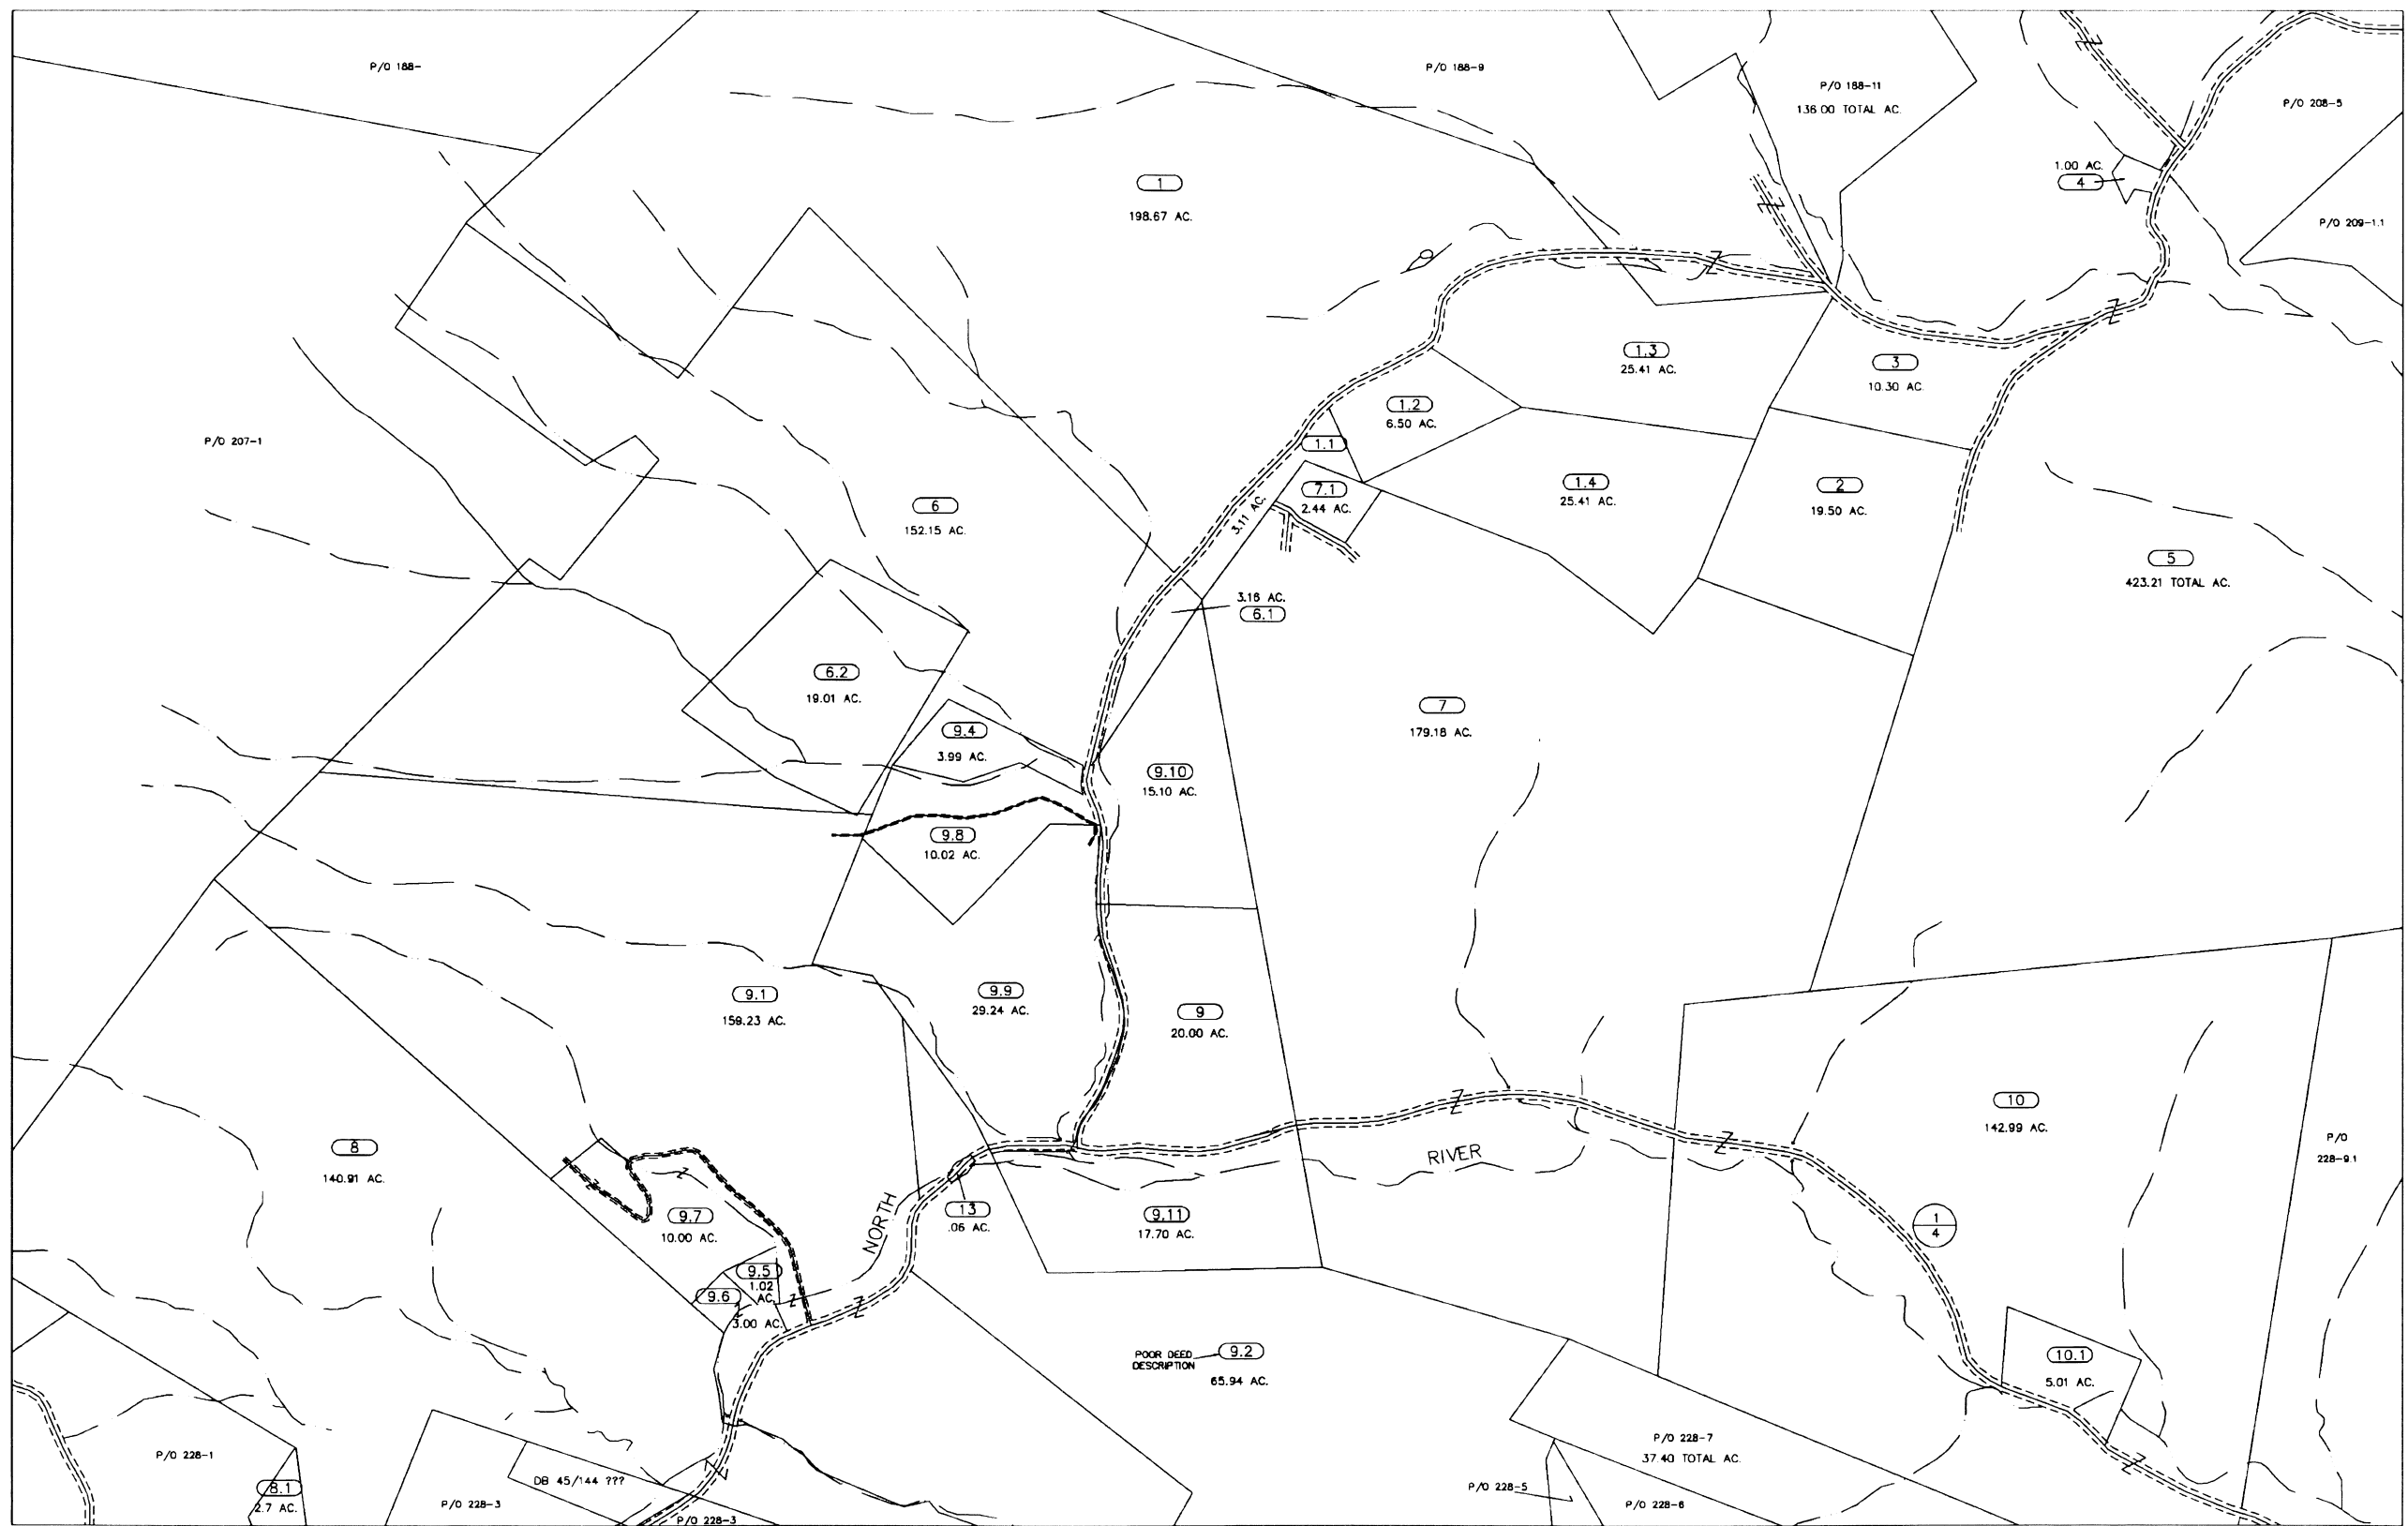 P/O 188-
P/O 188-9
P/O 188-11
136.00 TOTAL AC.
P/O 208-5
1.00 AC.
4
P/O 209-1.1
1
198.67 AC.
1.3
25.41 AC.
3
10.30 AC.
1.2
6.50 AC.
1.1
P/O 207-1
6
152.15 AC.
7.1
2.44 AC.
3.11 AC.
1.4
25.41 AC.
2
19.50 AC.
5
423.21 TOTAL AC.
3.16 AC.
6.1
6.2
19.01 AC.
7
179.18 AC.
9.4
3.99 AC.
9.10
15.10 AC.
9.8
10.02 AC.
9.1
159.23 AC.
9.9
29.24 AC.
9
20.00 AC.
10
142.99 AC.
P/O
228-9.1
8
140.91 AC.
RIVER
NORTH
13
.06 AC.
9.11
17.70 AC.
9.7
10.00 AC.
1
4
9.5
1.02
AC.
9.6
3.00 AC.
POOR DEED
DESCRIPTION
9.2
65.94 AC.
10.1
5.01 AC.
P/O 228-1
8.1
2.7 AC.
P/O 228-3
DB 45/144 ???
P/O 228-3
P/O 228-7
37.40 TOTAL AC.
P/O 228-5
P/O 228-6